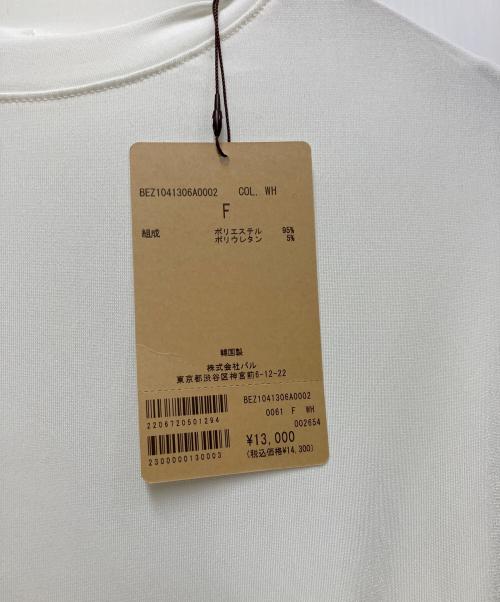 BEZ1041306A0002 COL. WH
F
組成 ポリエステル 95%
ポリウレタン 5%
韓国製
株式会社パル
東京都渋谷区神宮前6-12-22
BEZ1041306A0002
0061 F WH
2206720501294
002654
¥13,000
(税込価格¥14,300)
2300000130003